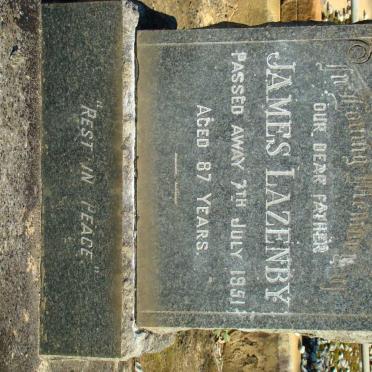 In Loving Memory
OUR DEAR FATHER
JAMES LAZENBY
PASSED AWAY 7TH JULY 1951
AGED 87 YEARS
"REST IN PEACE"